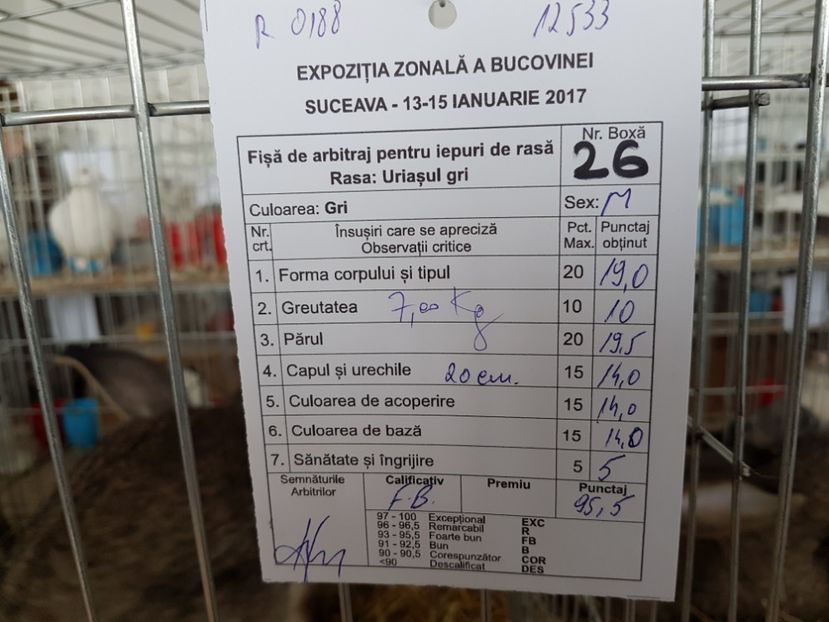 R 0188 12533
EXPOZIȚIA ZONALĂ A BUCOVINEI
SUCEAVA - 13-15 IANUARIE 2017
Fișă de arbitraj pentru iepuri de rasă
Rasa: Uriașul gri
Nr. Boxă
26
Culoarea: Gri Sex: M
Nr. crt. Însușiri care se apreciză Observații critice Pct. Max. Punctaj obținut
1. Forma corpului și tipul 20 19,0
2. Greutatea 7,00 Kg 10 10
3. Părul 20 19,5
4. Capul și urechile 20 cm. 15 14,0
5. Culoarea de acoperire 15 14,0
6. Culoarea de bază 15 14,0
7. Sănătate și îngrijire 5 5
Semnăturile Arbitrilor Calificativ F.B. Premiu Punctaj 95,5
97 - 100 Excepțional EXC
96 - 96,5 Remarcabil R
93 - 95,5 Foarte bun FB
91 - 92,5 Bun B
90 - 90,5 Corespunzător COR
<90 Descalificat DES